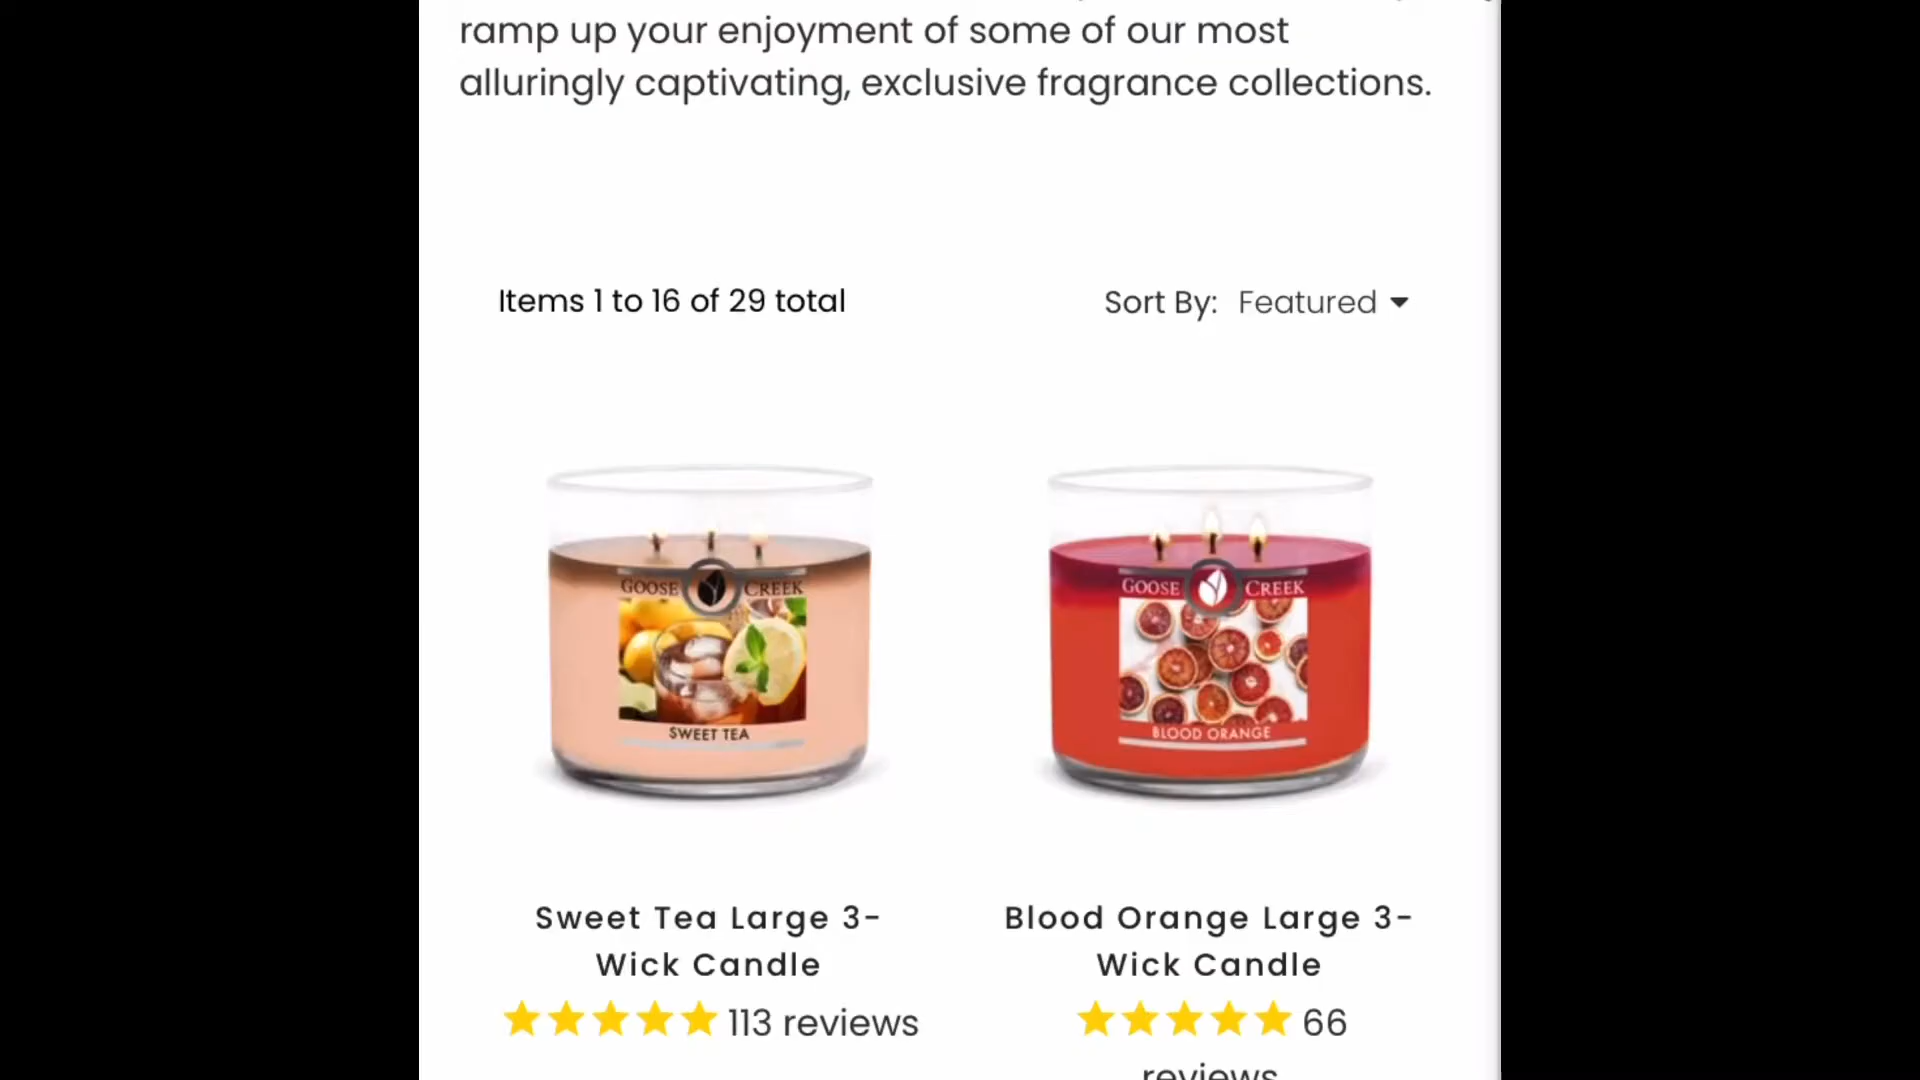 ramp up your enjoyment of some of our most
alluringly captivating, exclusive fragrance collections.
Items 1 to 16 of 29 total
Sort By: Featured
GOOSE CREEK
SWEET TEA
GOOSE CREEK
BLOOD ORANGE
Sweet Tea Large 3-
Wick Candle
113 reviews
Blood Orange Large 3-
Wick Candle
66
reviews